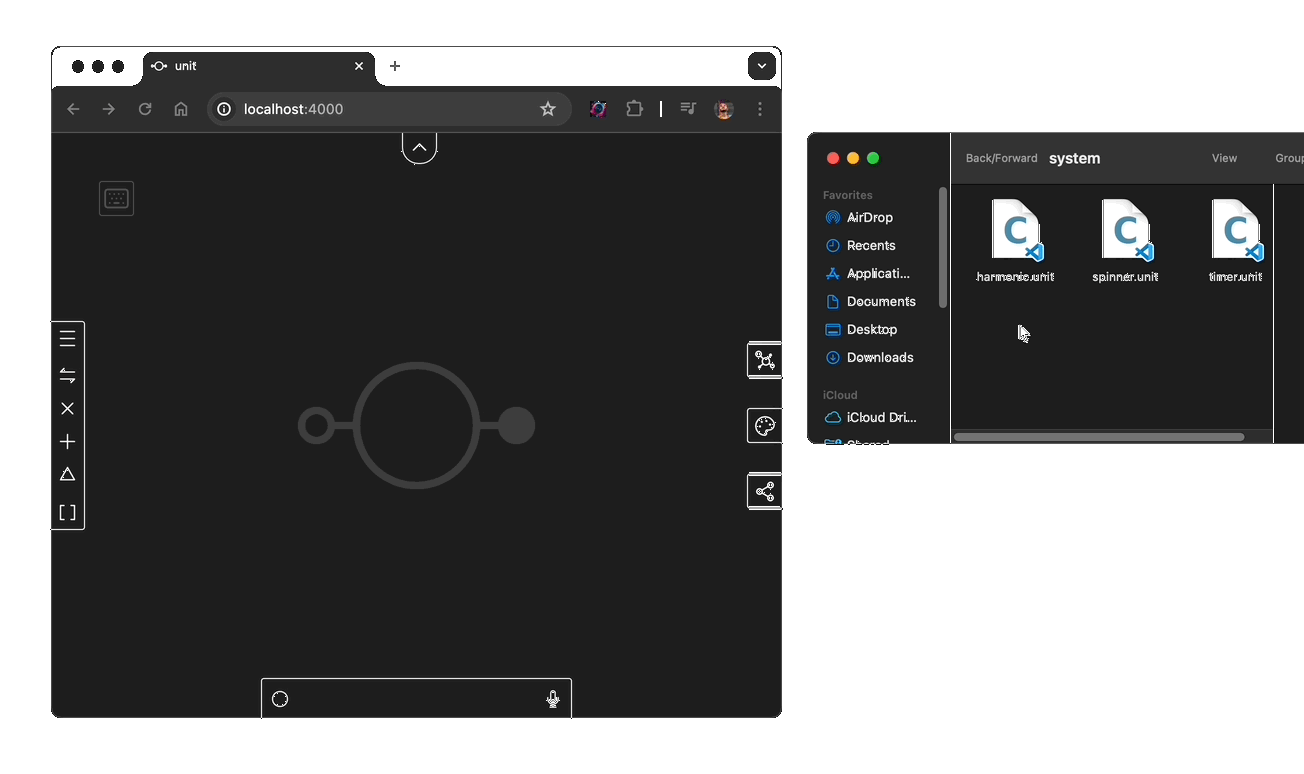 unit
localhost:4000
Back/Forward system View Group
Favorites
AirDrop
Recents
Applicati...
Documents
Desktop
Downloads
iCloud
iCloud Dri...
Shared
C C C
harmonic.unit spinner.unit timer.unit